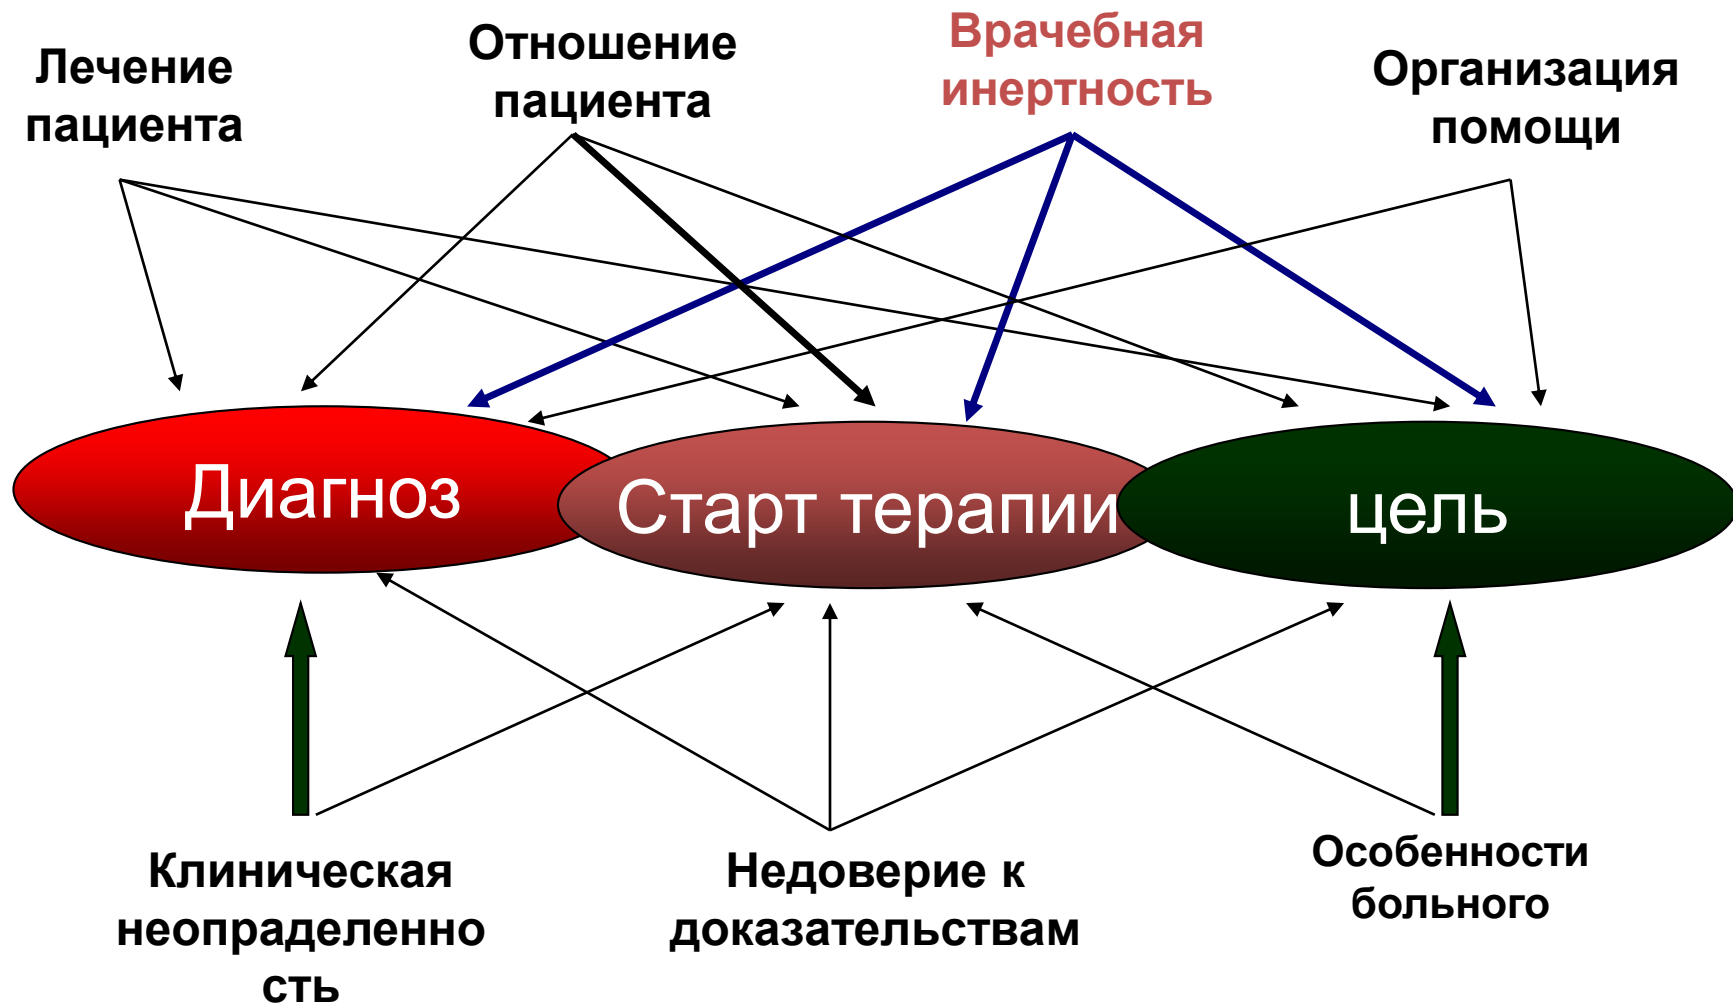 Лечение
пациента
Отношение
пациента
Врачебная
инертность
Организация
помощи
Диагноз
Старт терапии
цель
Клиническая
неопраделенно
сть
Недоверие к
доказательствам
Особенности
больного